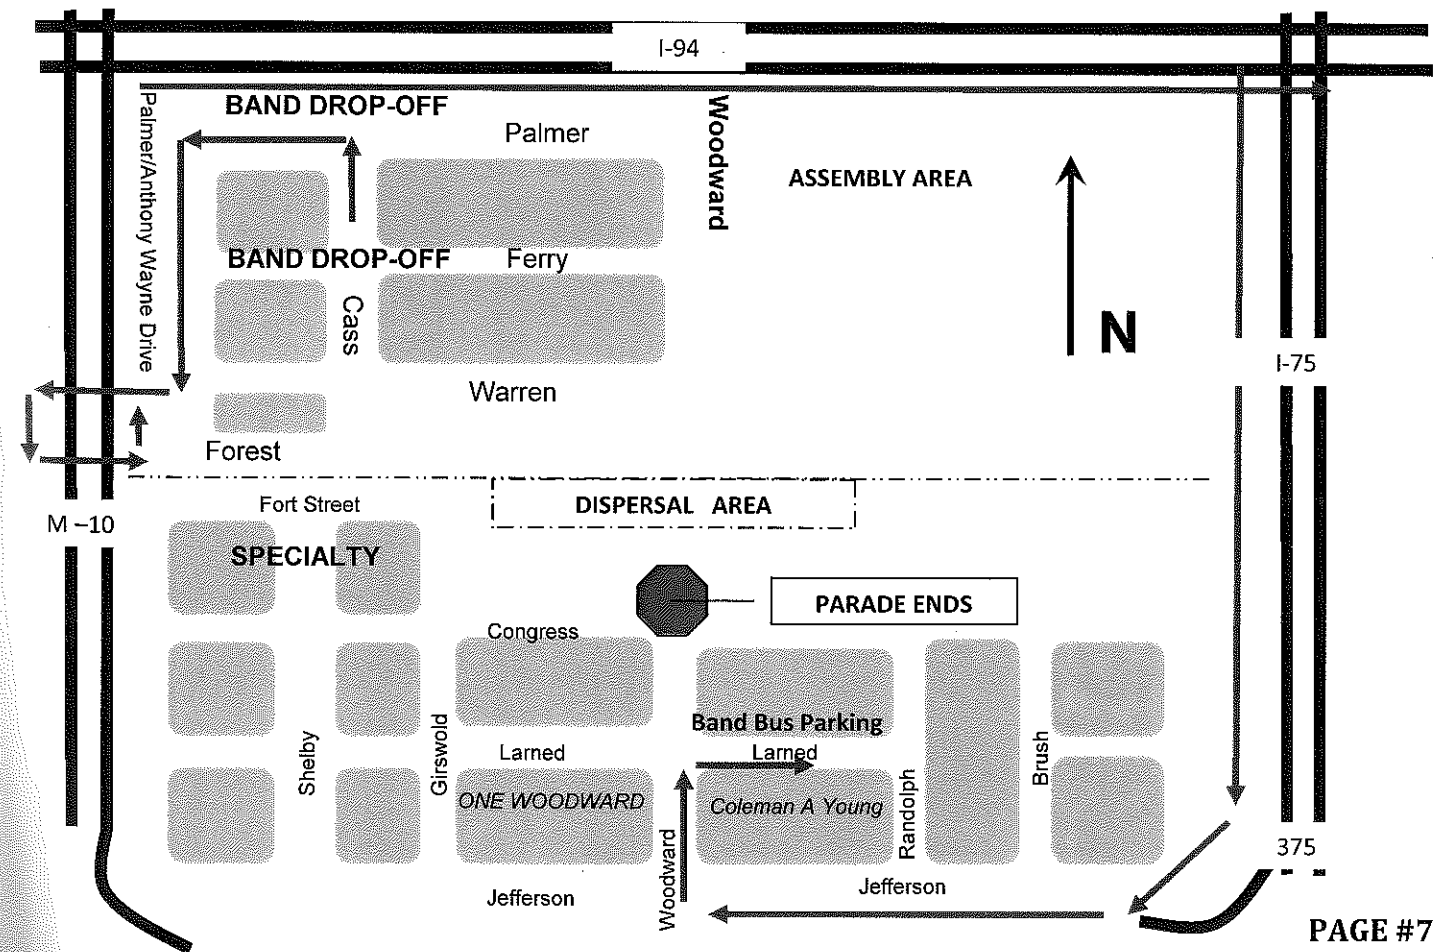 I-94
BAND DROP-OFF
Palmer
Woodward
Palmer/Anthony Wayne Drive
ASSEMBLY AREA
BAND DROP-OFF
Ferry
Cass
N
I-75
Warren
Forest
Fort Street
DISPERSAL AREA
M –10
SPECIALTY
PARADE ENDS
Congress
Band Bus Parking
Shelby
Girswold
Larned
Larned
Randolph
Brush
ONE WOODWARD
Coleman A Young
Woodward
375
Jefferson
Jefferson
PAGE #7